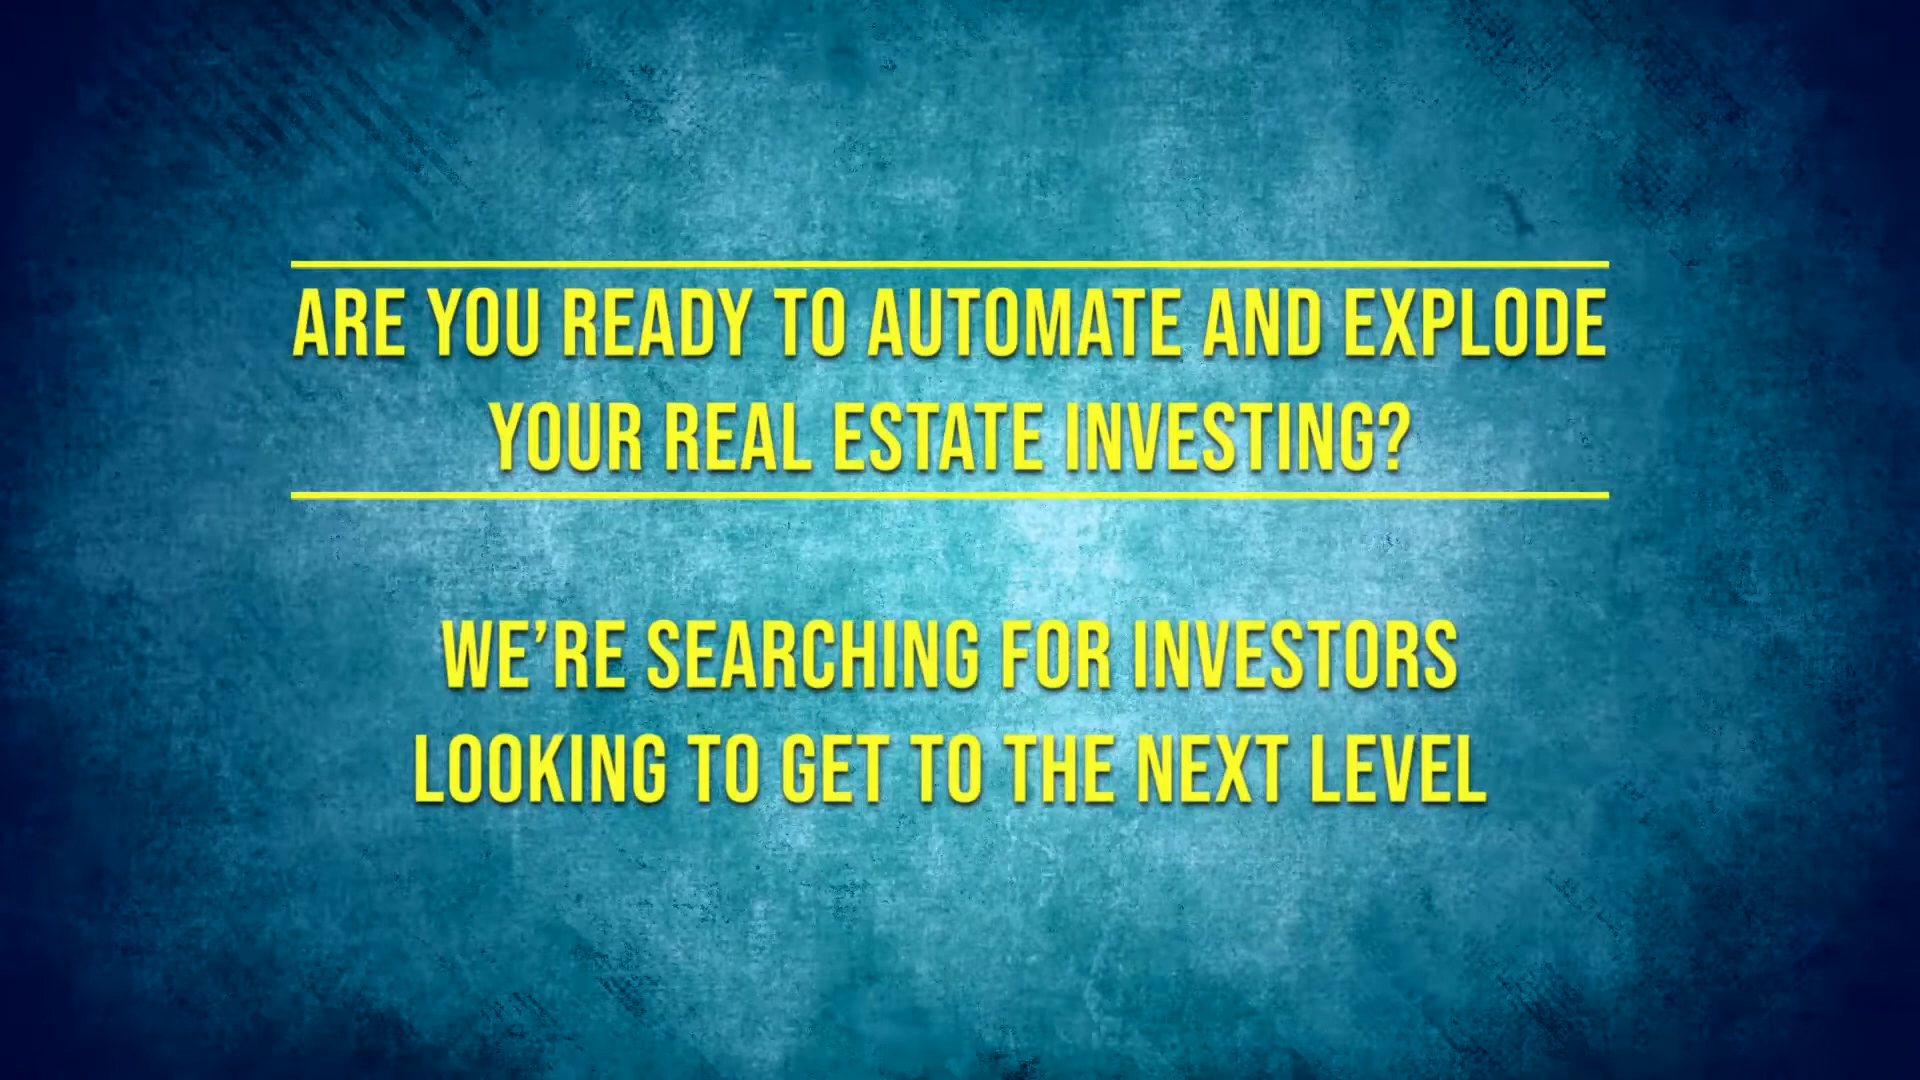 ARE YOU READY TO AUTOMATE AND EXPLODE
YOUR REAL ESTATE INVESTING?
WE’RE SEARCHING FOR INVESTORS
LOOKING TO GET TO THE NEXT LEVEL